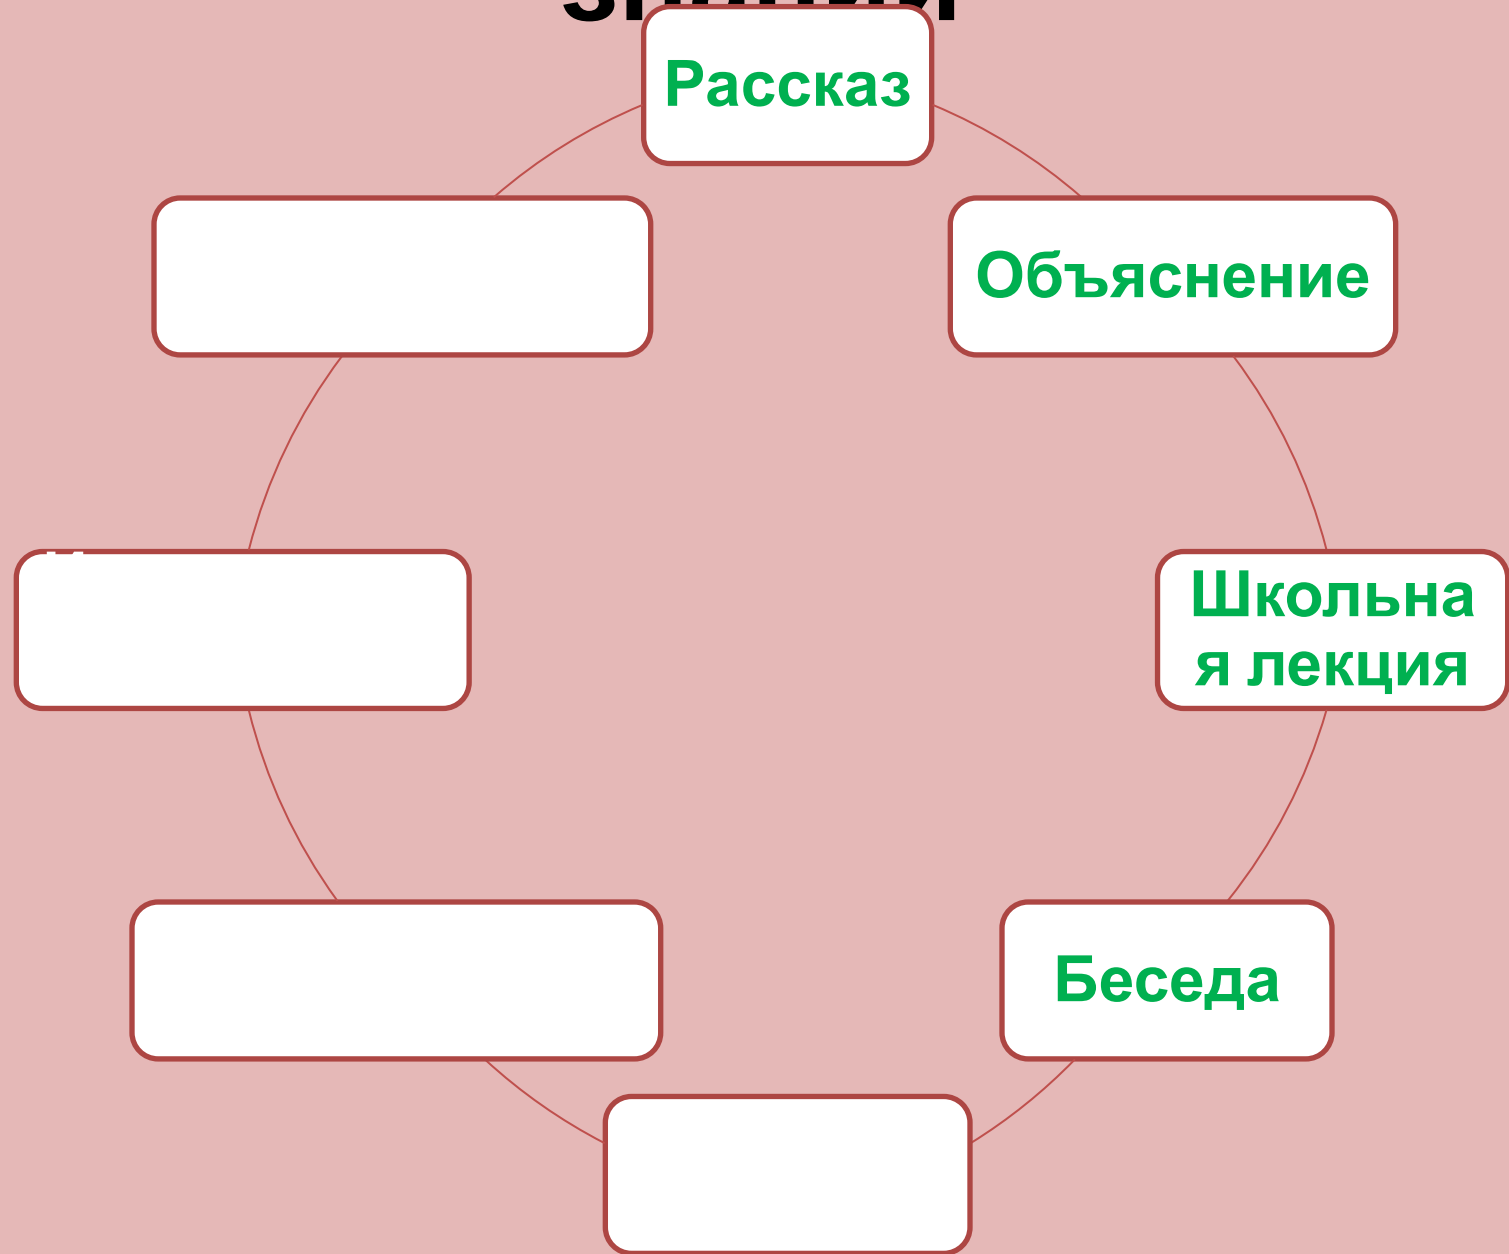 Рассказ
Объяснение
Школьна
я лекция
Беседа